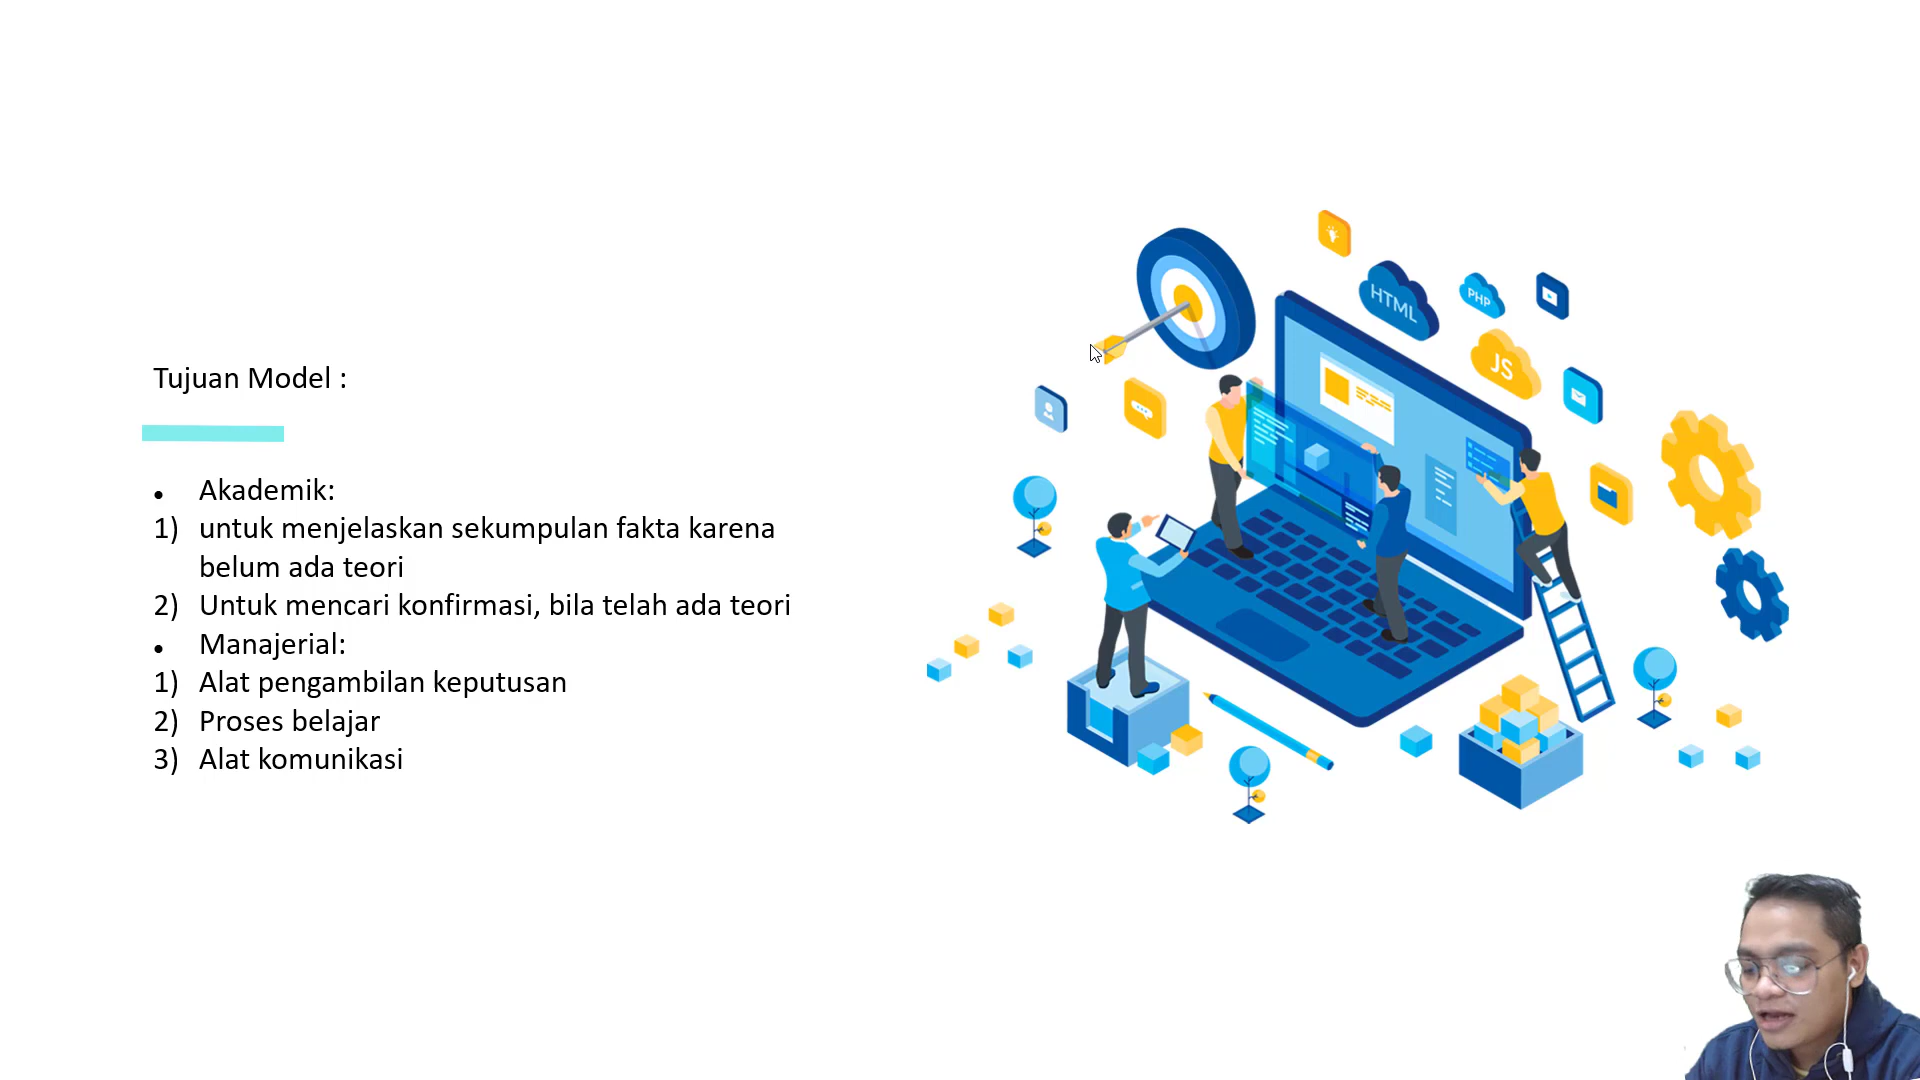 Tujuan Model :
• Akademik:
1) untuk menjelaskan sekumpulan fakta karena
belum ada teori
2) Untuk mencari konfirmasi, bila telah ada teori
• Manajerial:
1) Alat pengambilan keputusan
2) Proses belajar
3) Alat komunikasi
HTML
PHP
JS